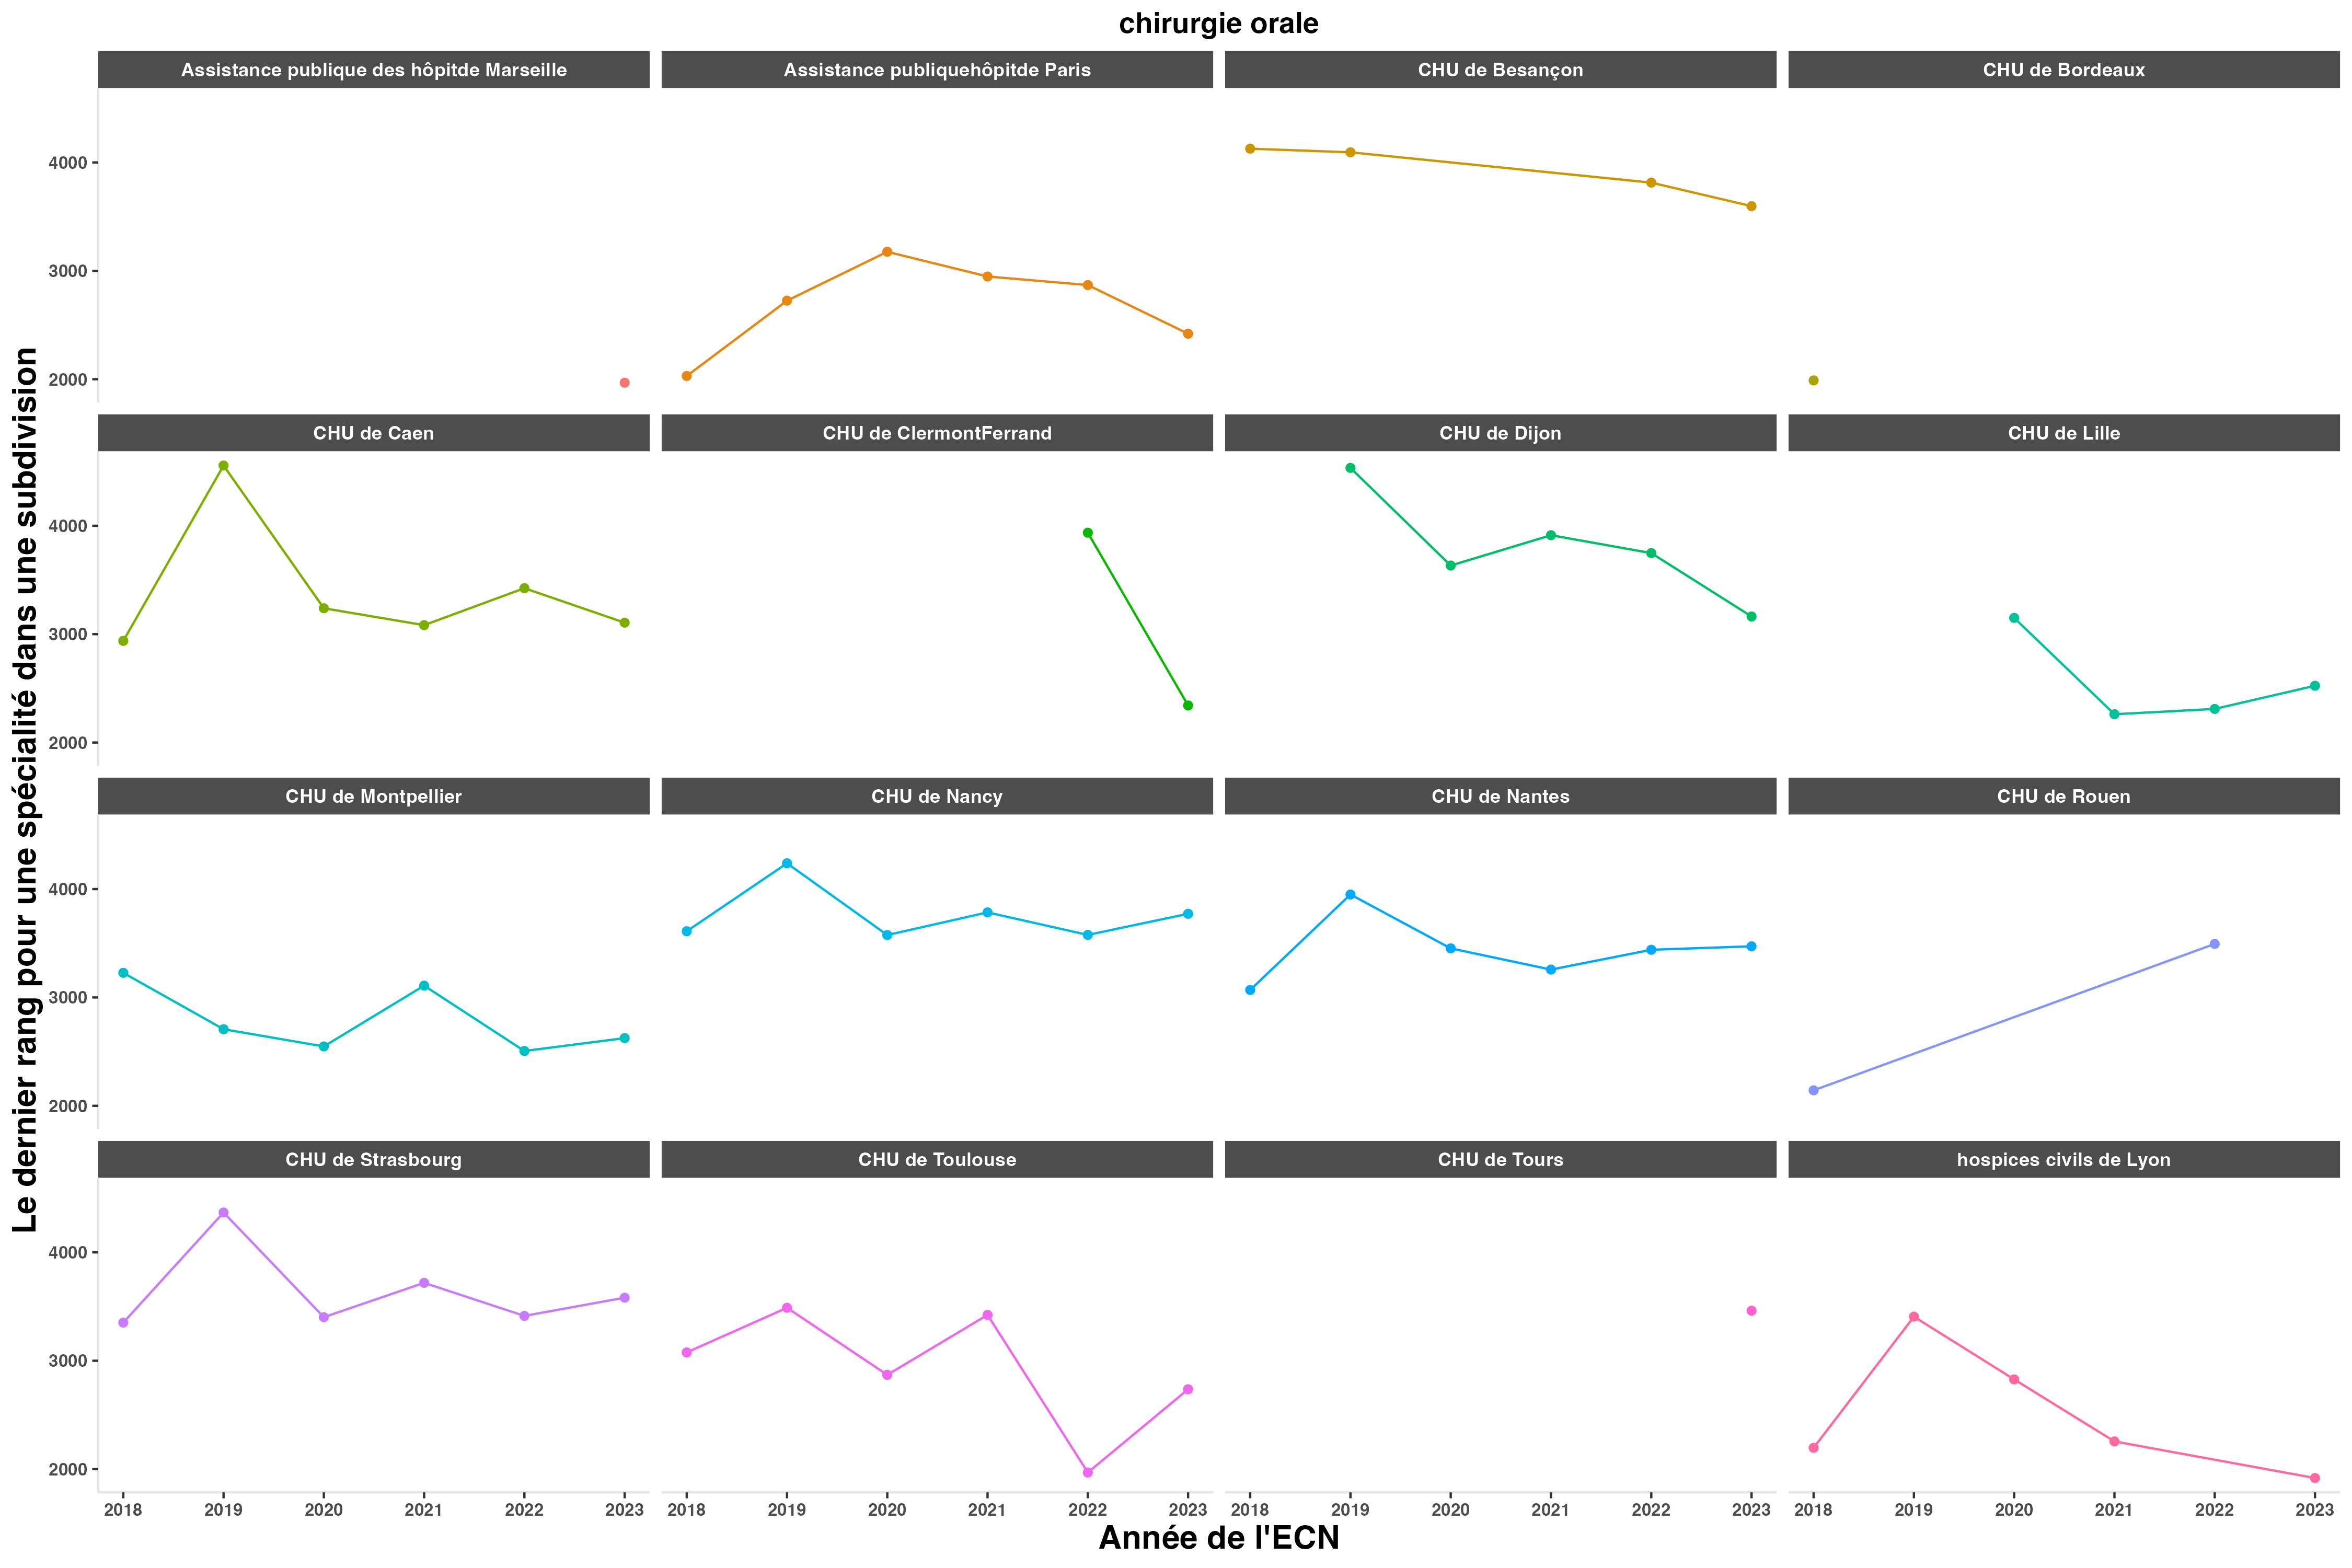 chirurgie orale
Assistance publique des hôpitde Marseille
Assistance publiquehôpitde Paris
CHU de Besançon
CHU de Bordeaux
4000
3000
2000
CHU de Caen
CHU de ClermontFerrand
CHU de Dijon
CHU de Lille
4000
3000
2000
CHU de Montpellier
CHU de Nancy
CHU de Nantes
CHU de Rouen
4000
3000
2000
CHU de Strasbourg
CHU de Toulouse
CHU de Tours
hospices civils de Lyon
4000
3000
2000
2018 2019 2020 2021 2022 2023
2018 2019 2020 2021 2022 2023
2018 2019 2020 2021 2022 2023
2018 2019 2020 2021 2022 2023
Année de l'ECN
Le dernier rang pour une spécialité dans une subdivision